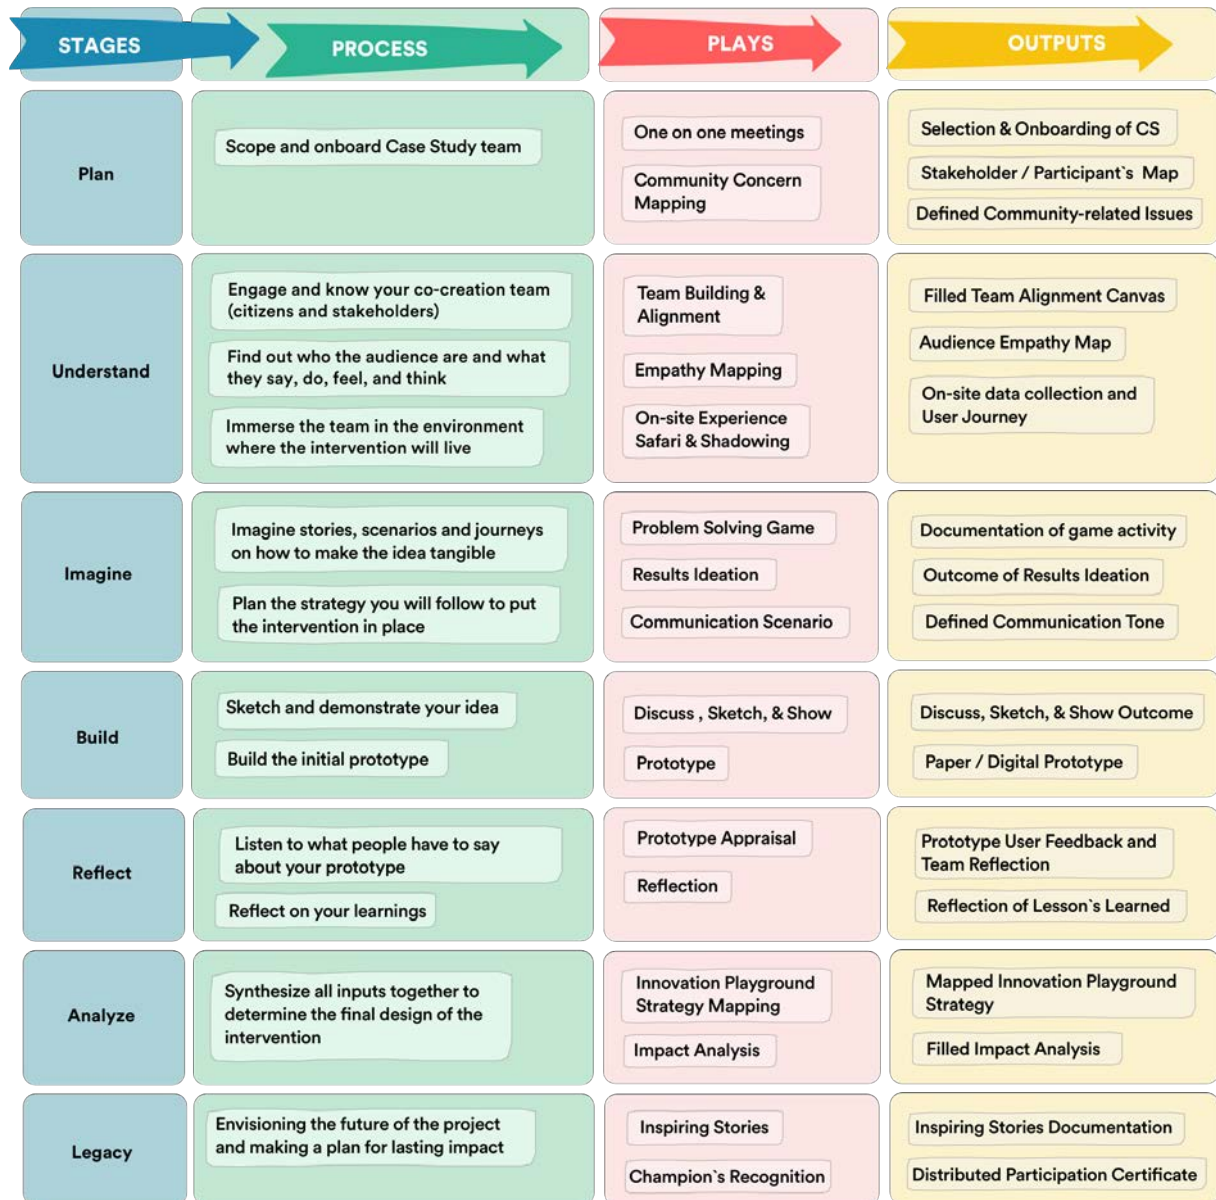 STAGES
PROCESS
PLAYS
OUTPUTS
Plan
Scope and onboard Case Study team
One on one meetings
Community Concern
Mapping
Selection & Onboarding of CS
Stakeholder / Participant`s Map
Defined Community-related Issues
Understand
Engage and know your co-creation team
(citizens and stakeholders)
Find out who the audience are and what
they say, do, feel, and think
Immerse the team in the environment
where the intervention will live
Team Building &
Alignment
Empathy Mapping
On-site Experience
Safari & Shadowing
Filled Team Alignment Canvas
Audience Empathy Map
On-site data collection and
User Journey
Imagine
Imagine stories, scenarios and journeys
on how to make the idea tangible
Plan the strategy you will follow to put
the intervention in place
Problem Solving Game
Results Ideation
Communication Scenario
Documentation of game activity
Outcome of Results Ideation
Defined Communication Tone
Build
Sketch and demonstrate your idea
Build the initial prototype
Discuss , Sketch, & Show
Prototype
Discuss, Sketch, & Show Outcome
Paper / Digital Prototype
Reflect
Listen to what people have to say
about your prototype
Reflect on your learnings
Prototype Appraisal
Reflection
Prototype User Feedback and
Team Reflection
Reflection of Lesson`s Learned
Analyze
Synthesize all inputs together to
determine the final design of the
intervention
Innovation Playground
Strategy Mapping
Impact Analysis
Mapped Innovation Playground
Strategy
Filled Impact Analysis
Legacy
Envisioning the future of the project
and making a plan for lasting impact
Inspiring Stories
Champion`s Recognition
Inspiring Stories Documentation
Distributed Participation Certificate